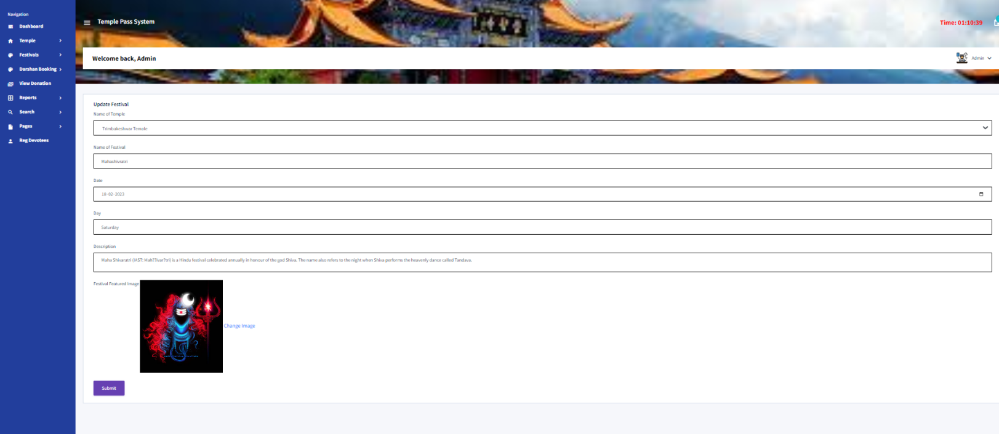 Navigation
Dashboard
Temple
Festivals
Darshan Booking
View Donation
Reports
Search
Pages
Reg Devotees
Temple Pass System
Time: 01:10:39
Welcome back, Admin
Admin
Update Festival
Name of Temple
Trimbakeshwar Temple
Name of Festival
Mahashivratri
Date
18-02-2023
Day
Saturday
Description
Maha Shivaratri (IAST: Mah??ivar?tri) is a Hindu festival celebrated annually in honour of the god Shiva. The name also refers to the night when Shiva performs the heavenly dance called Tandava.
Festival Featured Image
Change Image
Submit